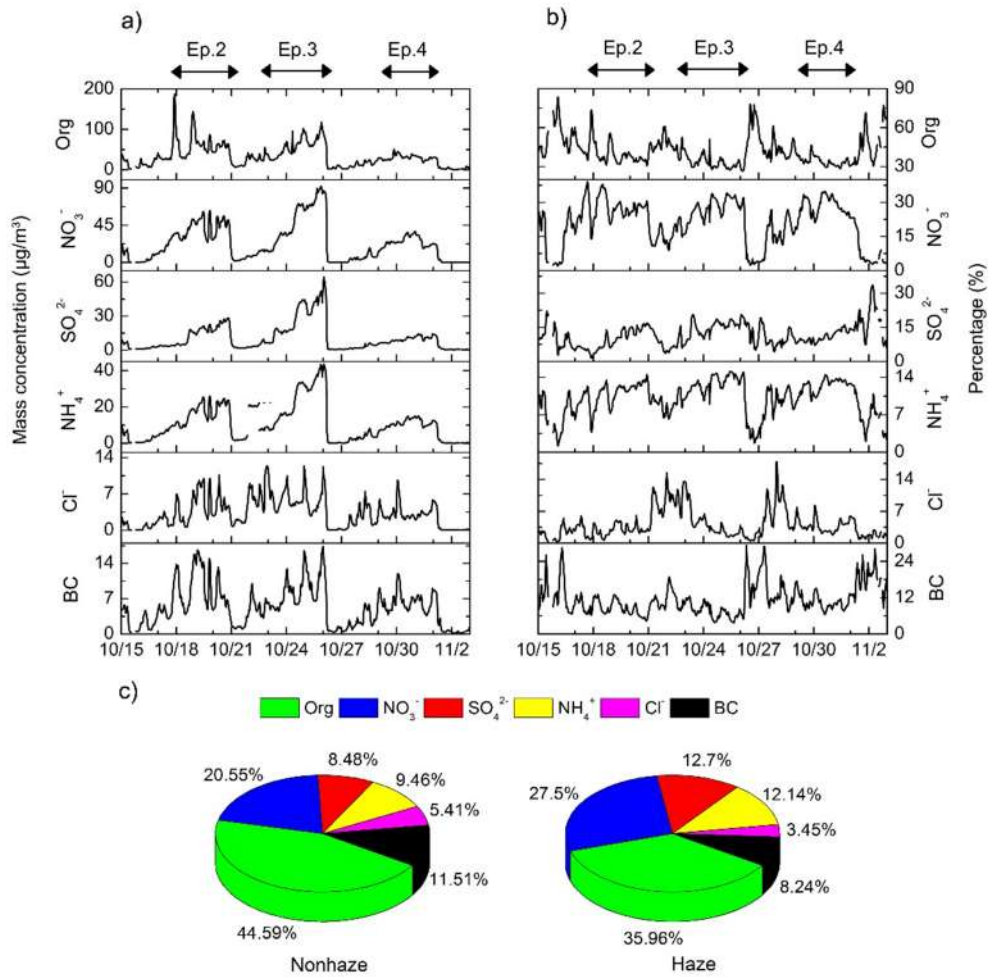 a)
Ep.2 Ep.3 Ep.4
Mass concentration (μg/m³)
Org
200
100
0
NO₃⁻
90
45
0
SO₄²⁻
60
30
0
NH₄⁺
40
20
0
Cl⁻
14
7
0
BC
14
7
0
10/15 10/18 10/21 10/24 10/27 10/30 11/2
b)
Ep.2 Ep.3 Ep.4
90
60
30
Org
30
15
0
NO₃⁻
30
15
0
SO₄²⁻
14
7
0
NH₄⁺
14
7
0
Cl⁻
24
12
0
BC
Percentage (%)
10/15 10/18 10/21 10/24 10/27 10/30 11/2
c)
Org NO₃⁻ SO₄²⁻ NH₄⁺ Cl⁻ BC
20.55%
8.48%
9.46%
5.41%
11.51%
44.59%
Nonhaze
27.5%
12.7%
12.14%
3.45%
8.24%
35.96%
Haze